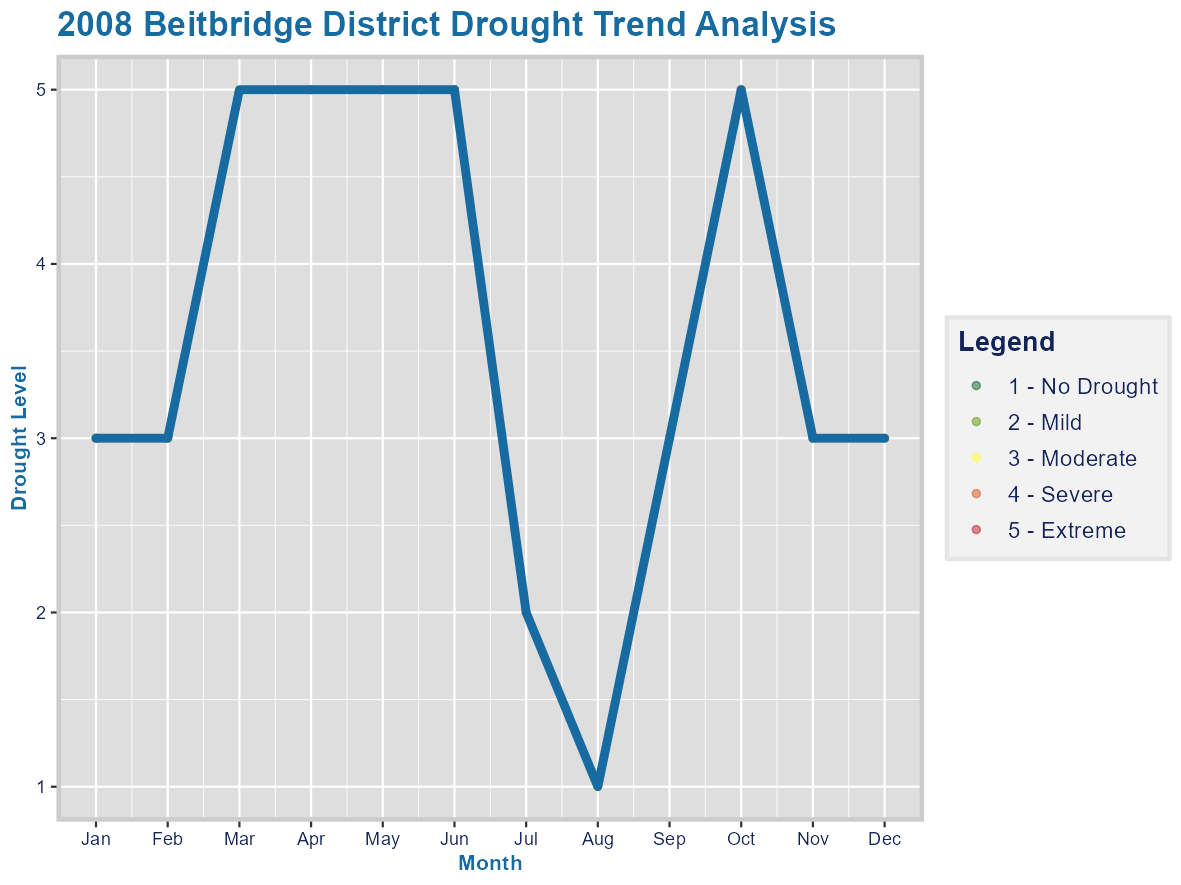 2008 Beitbridge District Drought Trend Analysis
5
4
3
2
1
Drought Level
Jan Feb Mar Apr May Jun Jul Aug Sep Oct Nov Dec
Month
Legend
1 - No Drought
2 - Mild
3 - Moderate
4 - Severe
5 - Extreme